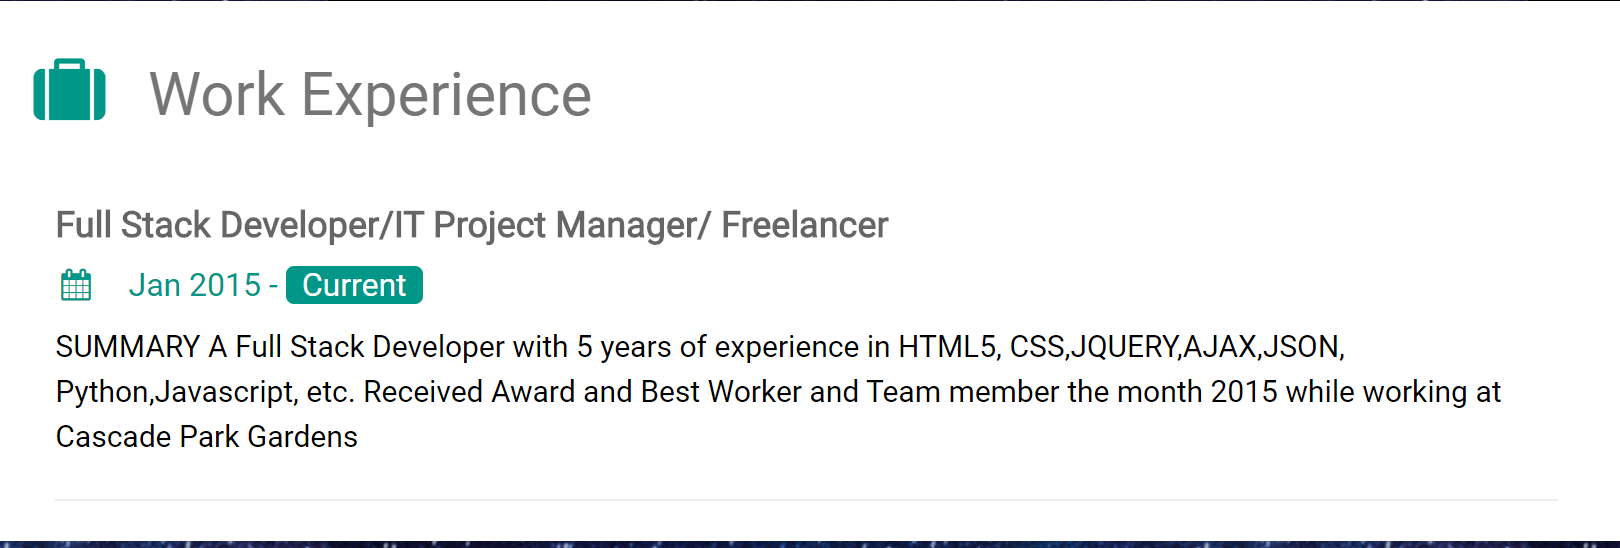 Work Experience
Full Stack Developer/IT Project Manager/ Freelancer
Jan 2015 - Current
SUMMARY A Full Stack Developer with 5 years of experience in HTML5, CSS,JQUERY,AJAX,JSON,
Python,Javascript, etc. Received Award and Best Worker and Team member the month 2015 while working at
Cascade Park Gardens